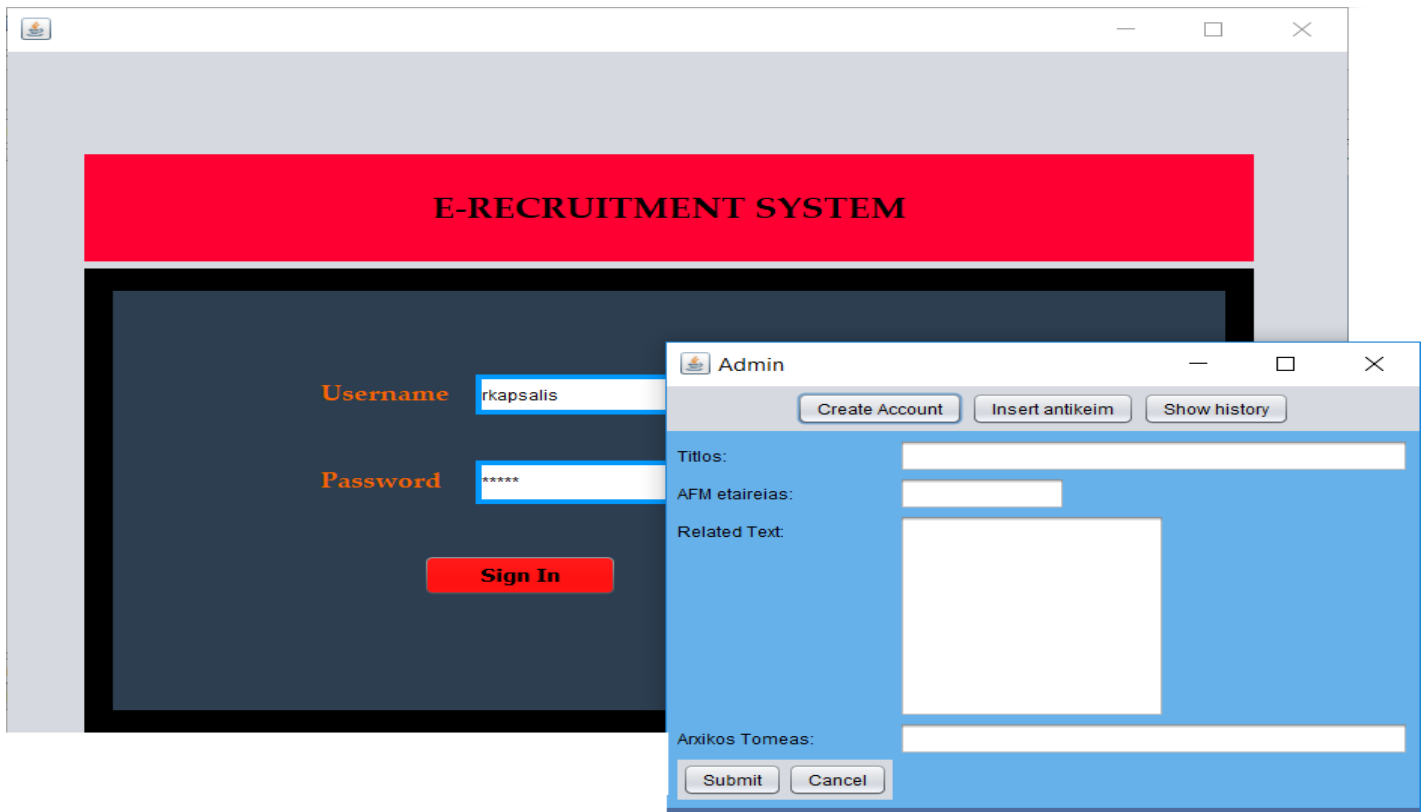 E-RECRUITMENT SYSTEM
Username
rkapsalis
Password
*****
Sign In
Admin
Create Account Insert antikeim Show history
Titlos:
AFM etaireias:
Related Text:
Arxikos Tomeas:
Submit Cancel